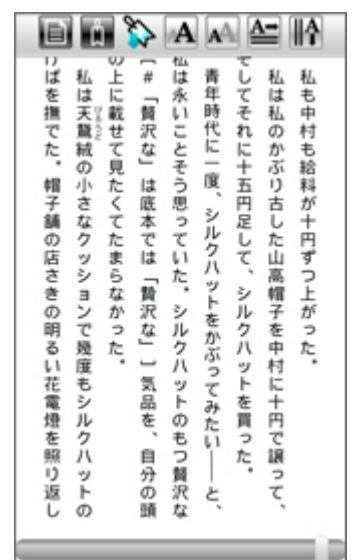 私も中村も給料が十円ずつ上がった。
私は私のかぶり古した山高帽子を中村に十円で譲って、
そしてそれに十五円足して、シルクハットを買った。
青年時代に一度、シルクハットをかぶってみたい――と、
私は永いことそう思っていた。シルクハットのもつ贅沢な
［＃「贅沢な」は底本では「贅沢な」］気品を、自分の頭
の上に載せて見たくてたまらなかった。
私は天鵞絨の小さなクッションで幾度もシルクハットの
けばを撫でた。帽子舗の店さきの明るい花電燈を照り返し